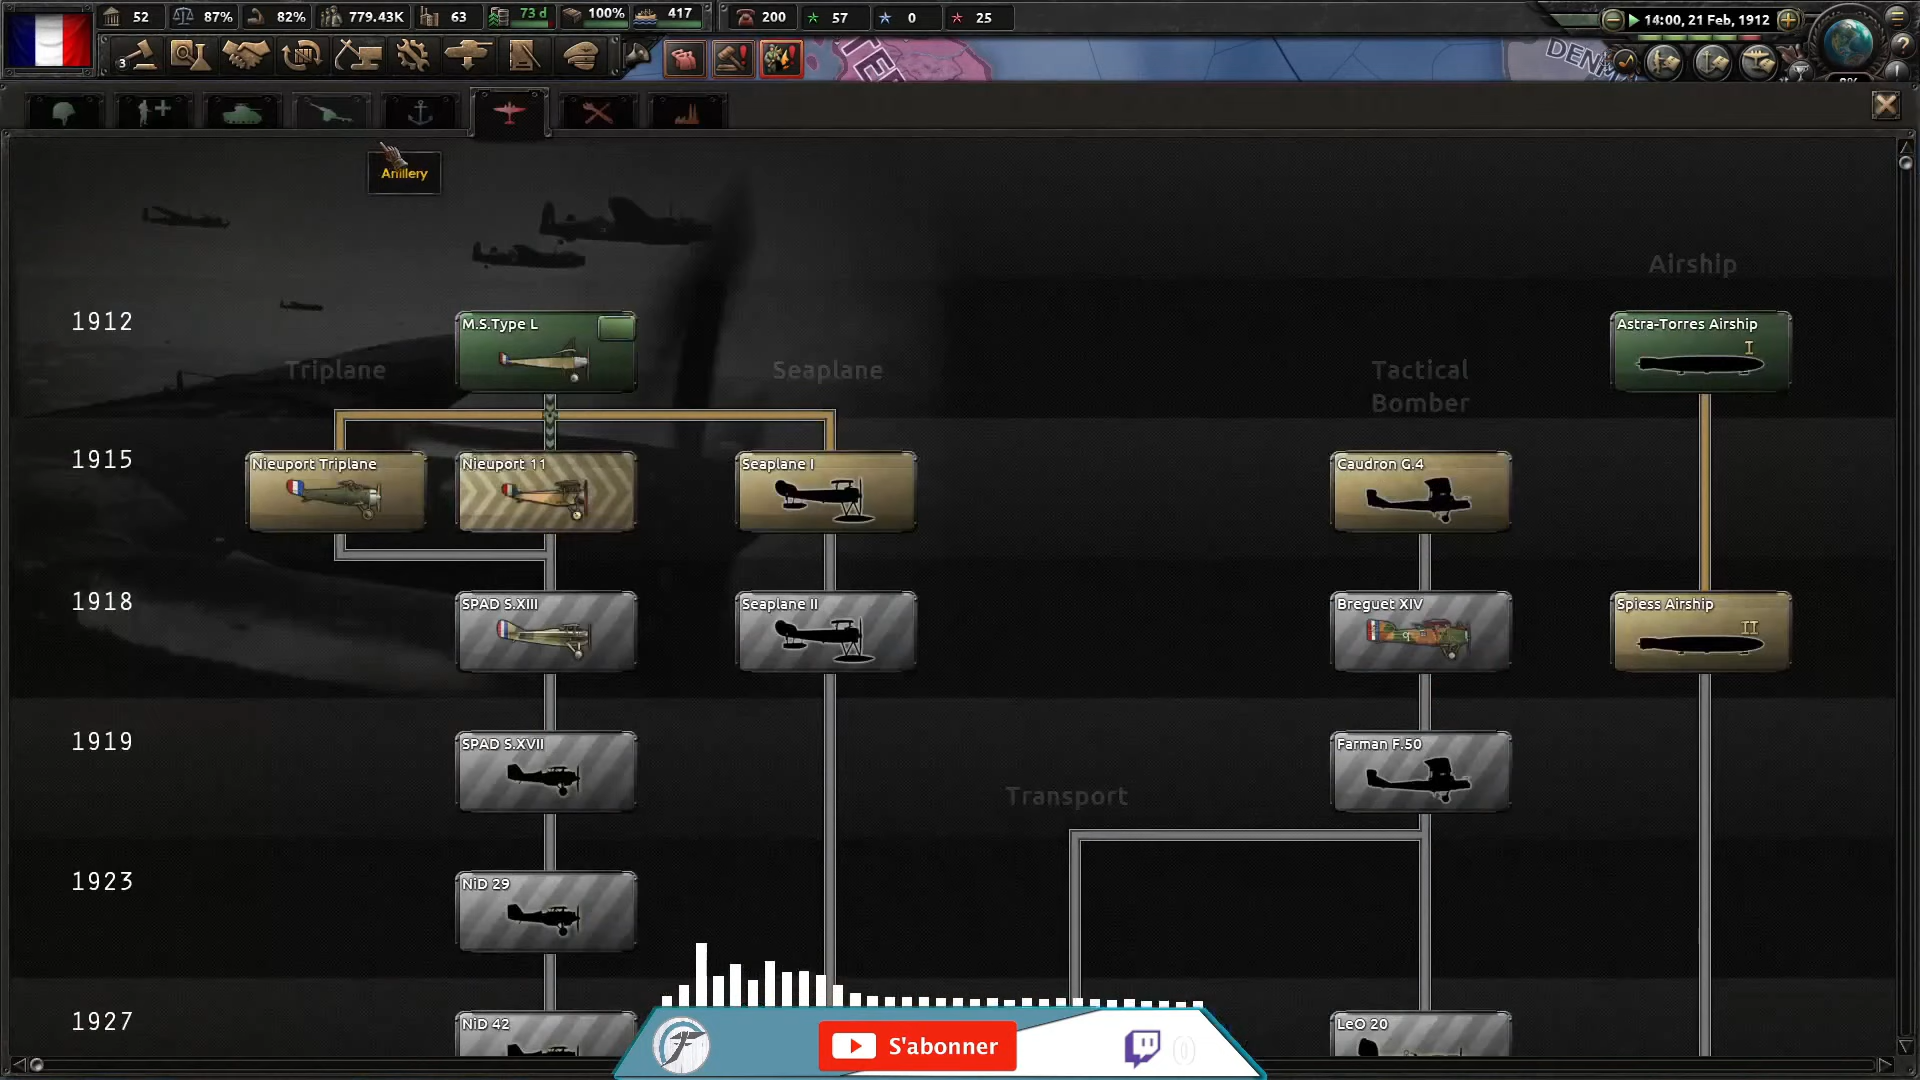 52 87% 82% 779.43K 63 73 d 100% 417 200 57 0 25 14:00, 21 Feb, 1912
3
Artillery
Airship
1912
M.S.Type L
Astra-Torres Airship
I
Triplane
Seaplane
Tactical
Bomber
1915
Nieuport Triplane
Nieuport 11
Seaplane I
Caudron G.4
1918
SPAD S.XIII
Seaplane II
Breguet XIV
Spiess Airship
II
1919
SPAD S.XVII
Farman F.50
Transport
1923
NiD 29
1927
NiD 42
LeO 20
S'abonner
0